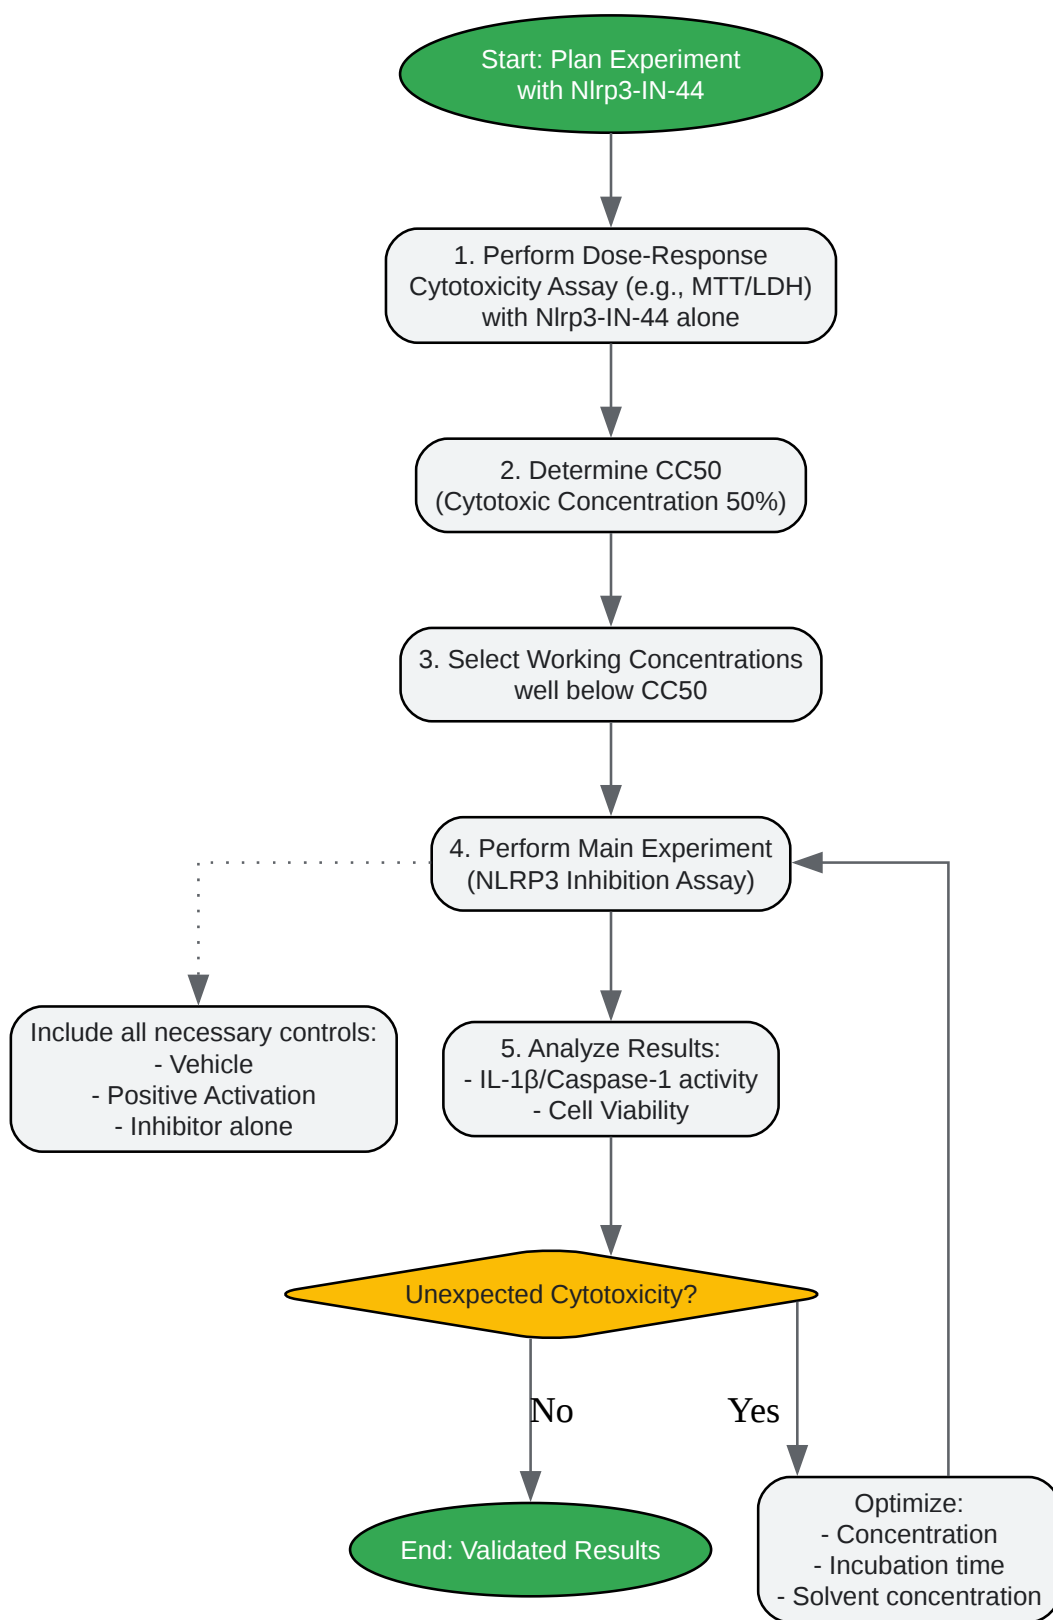 Start: Plan Experiment
with Nlrp3-IN-44
1. Perform Dose-Response
Cytotoxicity Assay (e.g., MTT/LDH)
with Nlrp3-IN-44 alone
2. Determine CC50
(Cytotoxic Concentration 50%)
3. Select Working Concentrations
well below CC50
4. Perform Main Experiment
(NLRP3 Inhibition Assay)
Include all necessary controls:
- Vehicle
- Positive Activation
- Inhibitor alone
5. Analyze Results:
- IL-1β/Caspase-1 activity
- Cell Viability
Unexpected Cytotoxicity?
No
Yes
End: Validated Results
Optimize:
- Concentration
- Incubation time
- Solvent concentration